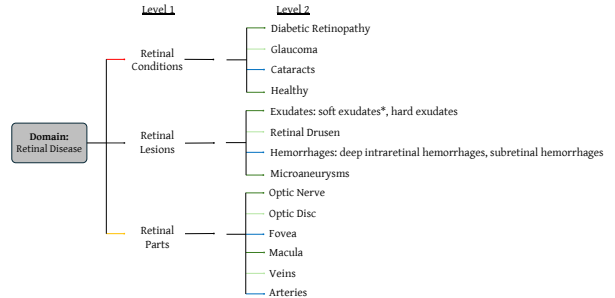 Level 1
Level 2
Domain:
Retinal Disease
Retinal
Conditions
Diabetic Retinopathy
Glaucoma
Cataracts
Healthy
Retinal
Lesions
Exudates: soft exudates*, hard exudates
Retinal Drusen
Hemorrhages: deep intraretinal hemorrhages, subretinal hemorrhages
Microaneurysms
Retinal
Parts
Optic Nerve
Optic Disc
Fovea
Macula
Veins
Arteries